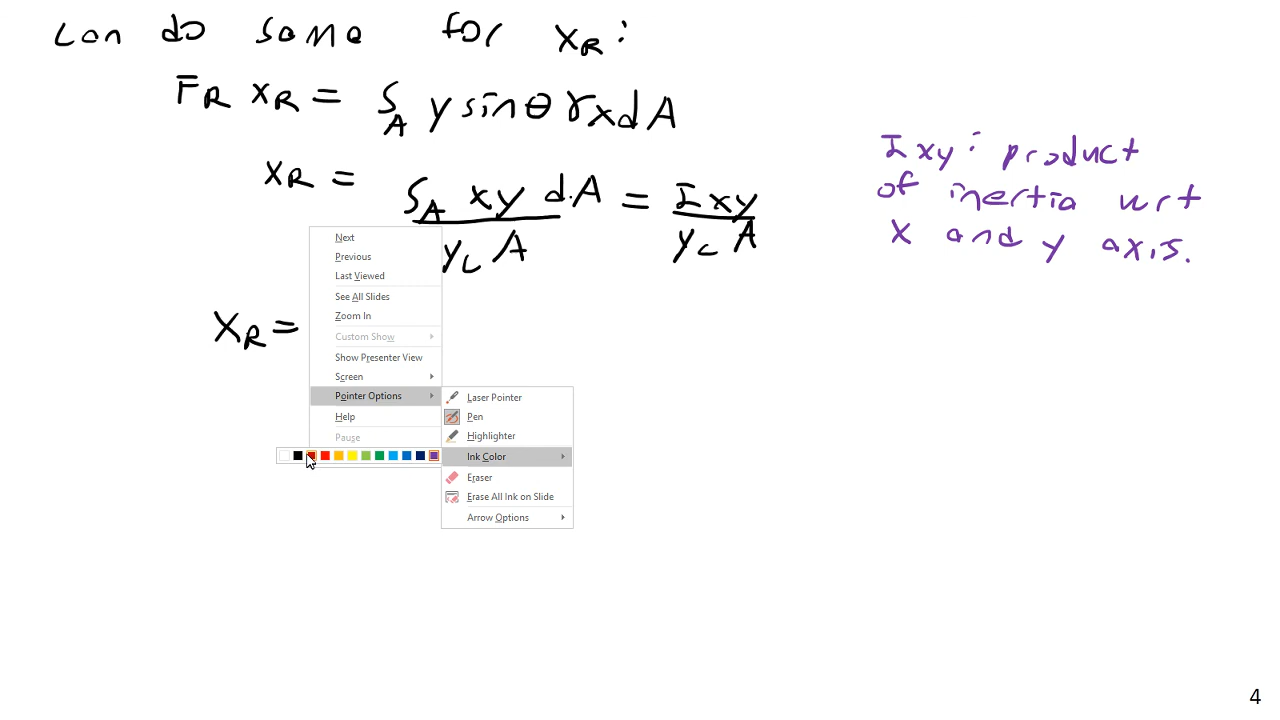 can do same for xR:
FR xR = ∫A y sinθ γxdA
xR = ∫A xy dA / yc A = Ixy / yc A
Ixy: product
of inertia wrt
x and y axis.
xR =
Next
Previous
Last Viewed
See All Slides
Zoom In
Custom Show
Show Presenter View
Screen
Pointer Options
Help
Pause
Laser Pointer
Pen
Highlighter
Ink Color
Eraser
Erase All Ink on Slide
Arrow Options
4